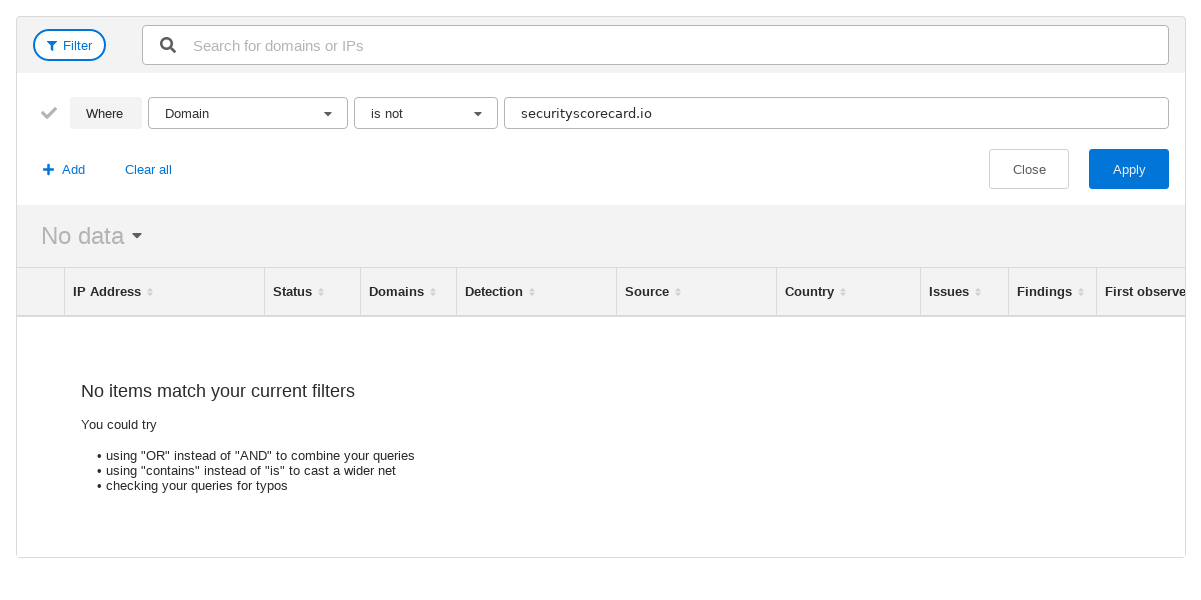 Filter
Search for domains or IPs
Where Domain is not securityscorecard.io
Add Clear all Close Apply
No data
IP Address Status Domains Detection Source Country Issues Findings First observe
No items match your current filters
You could try
• using "OR" instead of "AND" to combine your queries
• using "contains" instead of "is" to cast a wider net
• checking your queries for typos